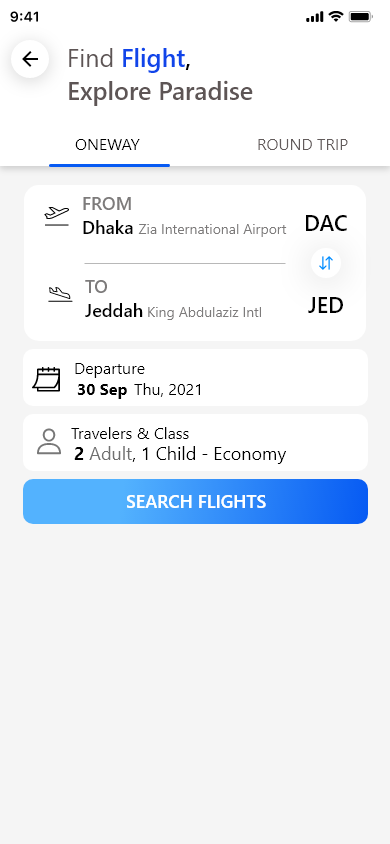 9:41
Find Flight,
Explore Paradise
ONEWAY
ROUND TRIP
FROM
Dhaka Zia International Airport
DAC
TO
Jeddah King Abdulaziz Intl
JED
Departure
30 Sep Thu, 2021
Travelers & Class
2 Adult, 1 Child - Economy
SEARCH FLIGHTS